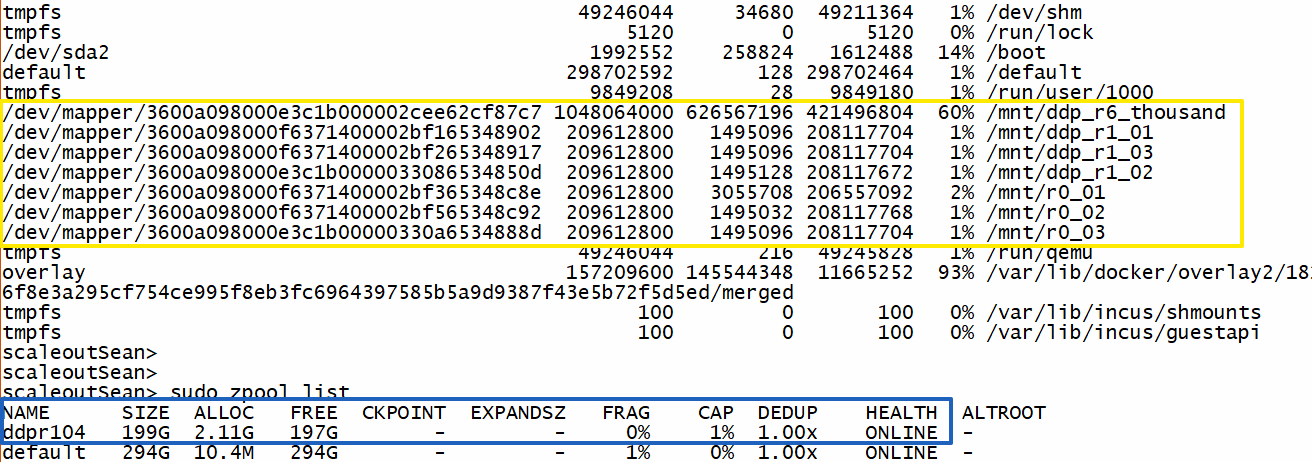 tmpfs 49246044 34680 49211364 1% /dev/shm
tmpfs 5120 0 5120 0% /run/lock
/dev/sda2 1992552 258824 1612488 14% /boot
default 298702592 128 298702464 1% /default
tmpfs 9849208 28 9849180 1% /run/user/1000
/dev/mapper/3600a098000e3c1b000002cee62cf87c7 1048064000 626567196 421496804 60% /mnt/ddp_r6_thousand
/dev/mapper/3600a098000f6371400002bf165348902 209612800 1495096 208117704 1% /mnt/ddp_r1_01
/dev/mapper/3600a098000f6371400002bf265348917 209612800 1495096 208117704 1% /mnt/ddp_r1_03
/dev/mapper/3600a098000e3c1b0000033086534850d 209612800 1495128 208117672 1% /mnt/ddp_r1_02
/dev/mapper/3600a098000f6371400002bf365348c8e 209612800 3055708 206557092 2% /mnt/r0_01
/dev/mapper/3600a098000f6371400002bf565348c92 209612800 1495032 208117768 1% /mnt/r0_02
/dev/mapper/3600a098000e3c1b00000330a6534888d 209612800 1495096 208117704 1% /mnt/r0_03
tmpfs 49246044 216 49245828 1% /run/qemu
overlay 157209600 145544348 11665252 93% /var/lib/docker/overlay2/183
6f8e3a295cf754ce995f8eb3fc6964397585b5a9d9387f43e5b72f5d5ed/merged
tmpfs 100 0 100 0% /var/lib/incus/shmounts
tmpfs 100 0 100 0% /var/lib/incus/guestapi
scaleoutSean>
scaleoutSean>
scaleoutSean> sudo zpool list
NAME SIZE ALLOC FREE CKPOINT EXPANDSZ FRAG CAP DEDUP HEALTH ALTROOT
ddpr104 199G 2.11G 197G - - 0% 1% 1.00x ONLINE -
default 294G 10.4M 294G - - 1% 0% 1.00x ONLINE -